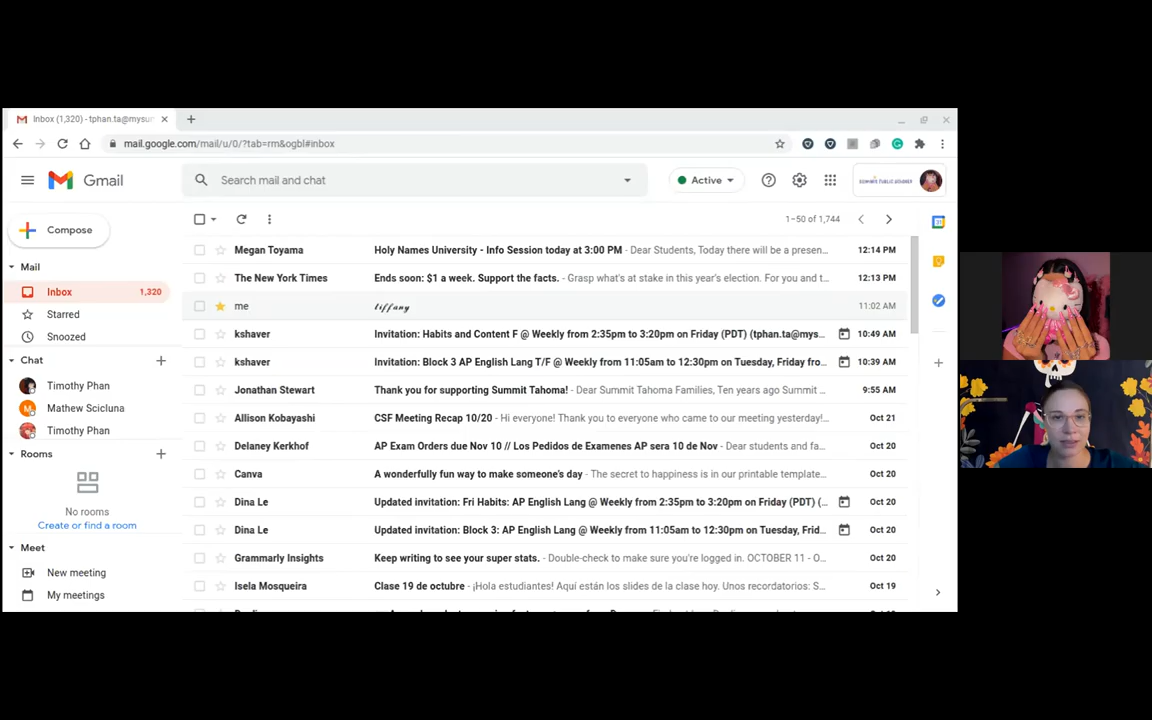 Inbox (1,320) - tphan.ta@mysum
mail.google.com/mail/u/0/?tab=rm&ogbl#inbox
Gmail
Search mail and chat
Active
1–50 of 1,744
Compose
Mail
Inbox 1,320
Starred
Snoozed
Chat
Timothy Phan
Mathew Scicluna
Timothy Phan
Rooms
No rooms
Create or find a room
Meet
New meeting
My meetings
Megan Toyama Holy Names University - Info Session today at 3:00 PM - Dear Students, Today there will be a presen... 12:14 PM
The New York Times Ends soon: $1 a week. Support the facts. - Grasp what's at stake in this year's election. For you and t... 12:13 PM
me tiffany 11:02 AM
kshaver Invitation: Habits and Content F @ Weekly from 2:35pm to 3:20pm on Friday (PDT) (tphan.ta@mys... 10:49 AM
kshaver Invitation: Block 3 AP English Lang T/F @ Weekly from 11:05am to 12:30pm on Tuesday, Friday fro... 10:39 AM
Jonathan Stewart Thank you for supporting Summit Tahoma! - Dear Summit Tahoma Families, Ten years ago Summit ... 9:55 AM
Allison Kobayashi CSF Meeting Recap 10/20 - Hi everyone! Thank you to everyone who came to our meeting yesterday!... Oct 21
Delaney Kerkhof AP Exam Orders due Nov 10 // Los Pedidos de Examenes AP sera 10 de Nov - Dear students and fa... Oct 20
Canva A wonderfully fun way to make someone's day - The secret to happiness is in our printable template... Oct 20
Dina Le Updated invitation: Fri Habits: AP English Lang @ Weekly from 2:35pm to 3:20pm on Friday (PDT) (... Oct 20
Dina Le Updated invitation: Block 3: AP English Lang @ Weekly from 11:05am to 12:30pm on Tuesday, Frid... Oct 20
Grammarly Insights Keep writing to see your super stats. - Double-check to make sure you're logged in. OCTOBER 11 - O... Oct 20
Isela Mosqueira Clase 19 de octubre - ¡Hola estudiantes! Aquí están los slides de la clase hoy. Unos recordatorios: S... Oct 19